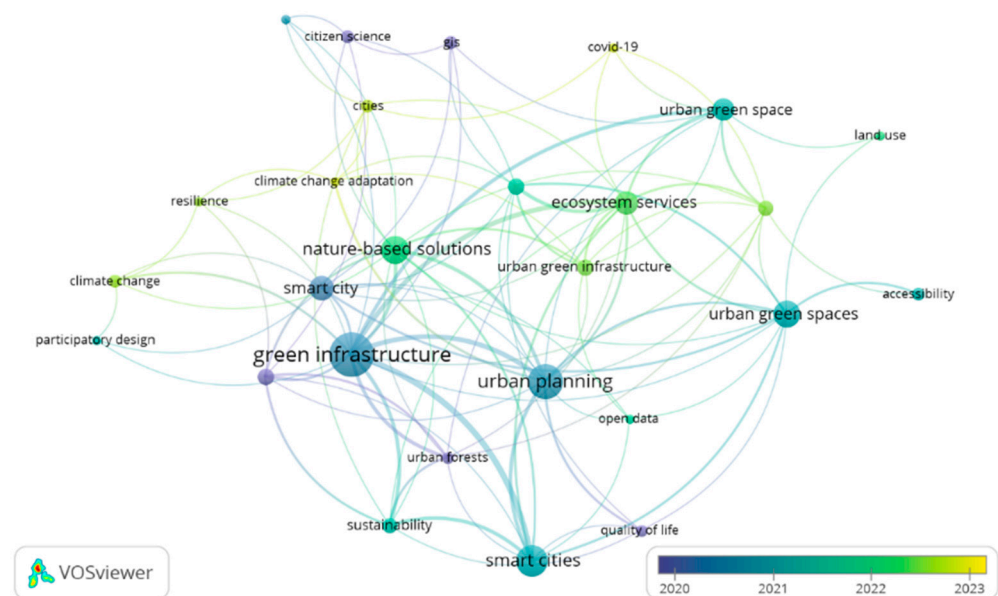 citizen science
gis
covid-19
cities
urban green space
land use
climate change adaptation
resilience
ecosystem services
nature-based solutions
urban green infrastructure
climate change
smart city
accessibility
urban green spaces
participatory design
green infrastructure
urban planning
open data
urban forests
sustainability
quality of life
smart cities
VOSviewer
2020 2021 2022 2023